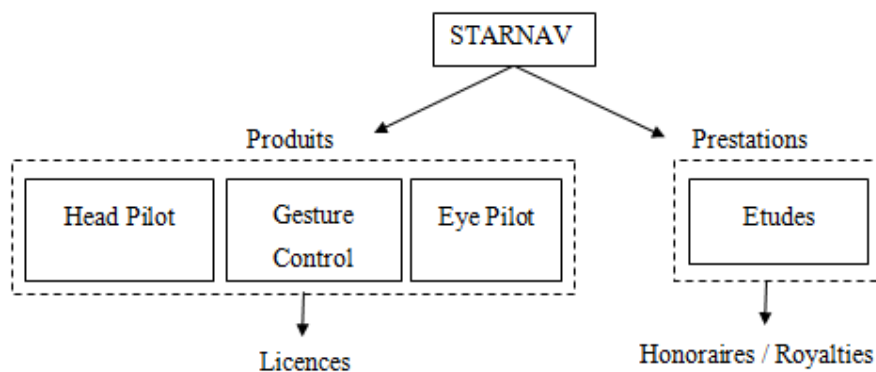 STARNAV
Produits
Prestations
Head Pilot
Gesture
Control
Eye Pilot
Etudes
Licences
Honoraires / Royalties